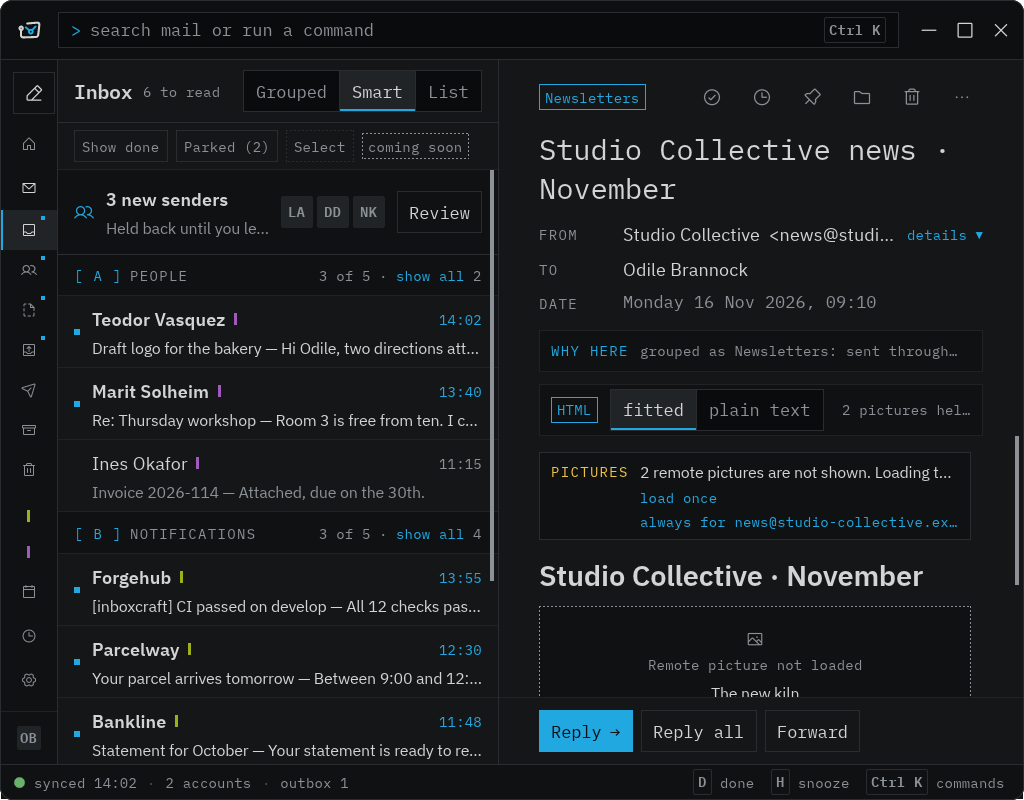 > search mail or run a command Ctrl K
Inbox 6 to read Grouped Smart List
Show done Parked (2) Select coming soon
3 new senders
Held back until you le… LA DD NK Review
[ A ] PEOPLE 3 of 5 · show all 2
Teodor Vasquez 14:02
Draft logo for the bakery — Hi Odile, two directions att…
Marit Solheim 13:40
Re: Thursday workshop — Room 3 is free from ten. I c…
Ines Okafor 11:15
Invoice 2026-114 — Attached, due on the 30th.
[ B ] NOTIFICATIONS 3 of 5 · show all 4
Forgehub 13:55
[inboxcraft] CI passed on develop — All 12 checks pas…
Parcelway 12:30
Your parcel arrives tomorrow — Between 9:00 and 12:…
Bankline 11:48
Statement for October — Your statement is ready to re…
OB
Newsletters ···
Studio Collective news ·
November
FROM Studio Collective <news@studi… details ▾
TO Odile Brannock
DATE Monday 16 Nov 2026, 09:10
WHY HERE grouped as Newsletters: sent through…
HTML fitted plain text 2 pictures hel…
PICTURES 2 remote pictures are not shown. Loading t…
load once
always for news@studio-collective.ex…
Studio Collective · November
Remote picture not loaded
The new kiln
Reply → Reply all Forward
synced 14:02 · 2 accounts · outbox 1 D done H snooze Ctrl K commands